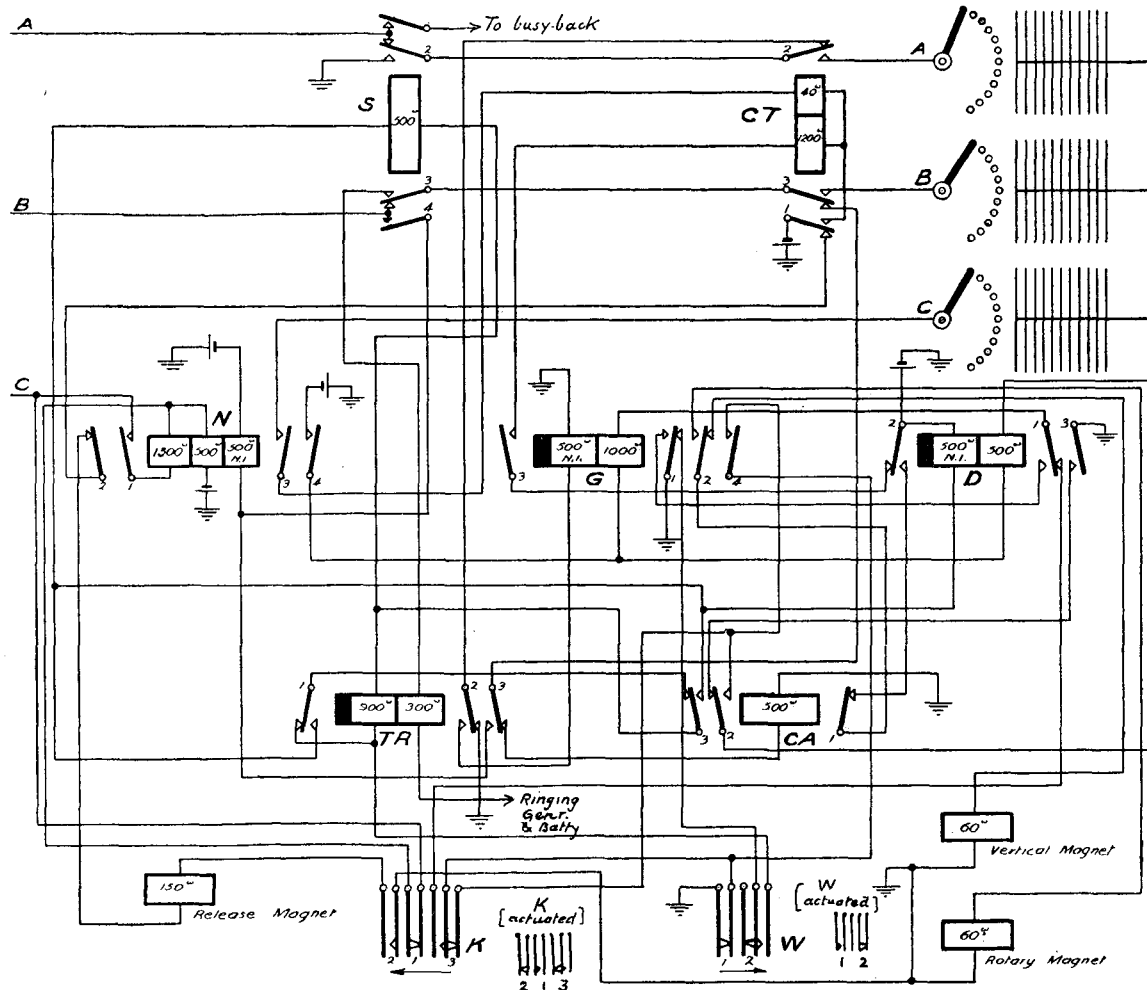 A
1
To busy-back
2
2
A
S
500ω
40ω
1200ω
CT
3
3
B
B
4
1
C
C
N
1500ω
500ω
500ω
N.I.
2
1
3
4
3
500ω
N.I.
1000ω
G
1
2
4
2
500ω
N.I.
500ω
D
1
3
1
900ω
300ω
TR
2
3
3
2
500ω
CA
1
Ringing
Genr.
& Batty
60ω
Vertical Magnet
150ω
Release Magnet
K
[actuated]
W
[actuated]
2
1
3
K
1
2
W
1
2
2
1
3
60ω
Rotary Magnet